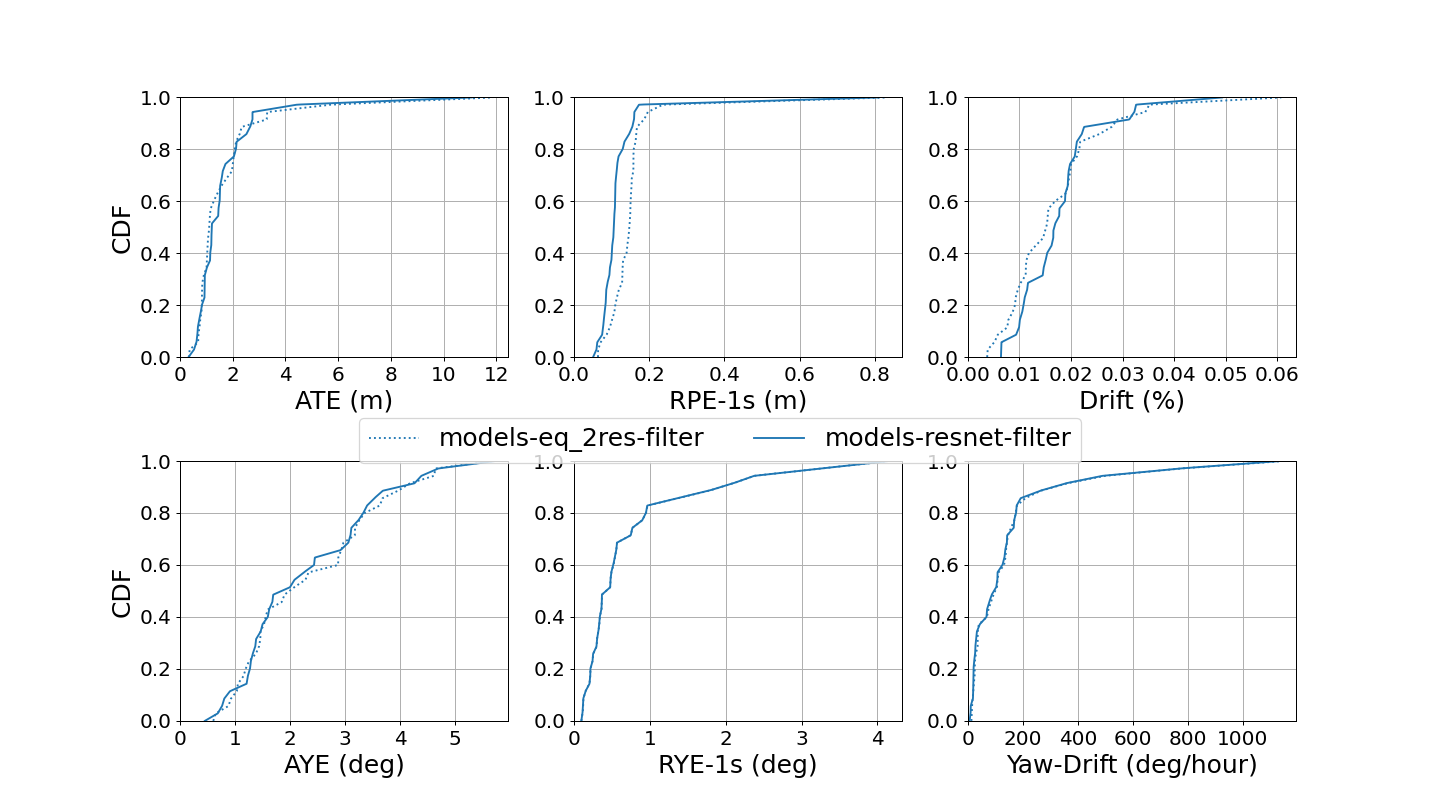 1.0
0.8
0.6
0.4
0.2
0.0
CDF
0 2 4 6 8 10 12
ATE (m)
1.0
0.8
0.6
0.4
0.2
0.0
0.0 0.2 0.4 0.6 0.8
RPE-1s (m)
1.0
0.8
0.6
0.4
0.2
0.0
0.00 0.01 0.02 0.03 0.04 0.05 0.06
Drift (%)
models-eq_2res-filter models-resnet-filter
1.0
0.8
0.6
0.4
0.2
0.0
CDF
0 1 2 3 4 5
AYE (deg)
1.0
0.8
0.6
0.4
0.2
0.0
0 1 2 3 4
RYE-1s (deg)
1.0
0.8
0.6
0.4
0.2
0.0
0 200 400 600 800 1000
Yaw-Drift (deg/hour)